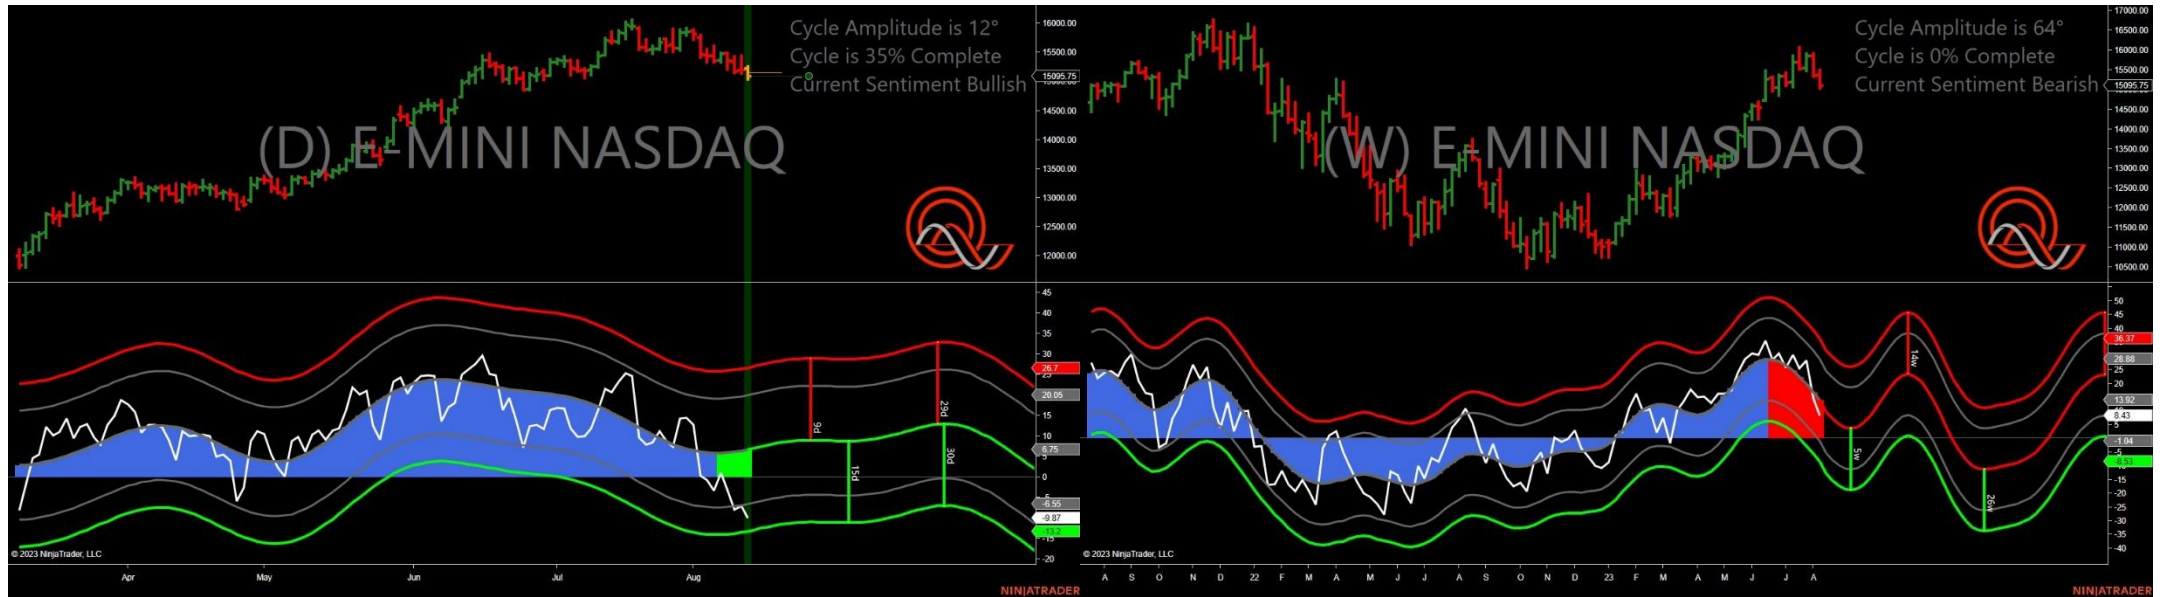 Cycle Amplitude is 12°
Cycle is 35% Complete
Current Sentiment Bullish
(D) E-MINI NASDAQ
16000.00
15500.00
15095.75
14500.00
14000.00
13500.00
13000.00
12500.00
12000.00
45
40
35
30
26.7
25
20.05
15
10
6.75
5
0
-6.55
-9.87
-13.2
-15
-20
9d
15d
29d
30d
© 2023 NinjaTrader, LLC
Apr May Jun Jul Aug
NINJATRADER
Cycle Amplitude is 64°
Cycle is 0% Complete
Current Sentiment Bearish
(W) E-MINI NASDAQ
17000.00
16500.00
16000.00
15500.00
15095.75
14500.00
14000.00
13500.00
13000.00
12500.00
12000.00
11500.00
11000.00
10500.00
50
45
40
36.37
28.88
25
20
13.92
8.43
5
-1.04
-8.53
-15
-20
-25
-30
-35
-40
5w
14w
26w
© 2023 NinjaTrader, LLC
A S O N D 22 F M A M J J A S O N D 23 F M A M J J A
NINJATRADER